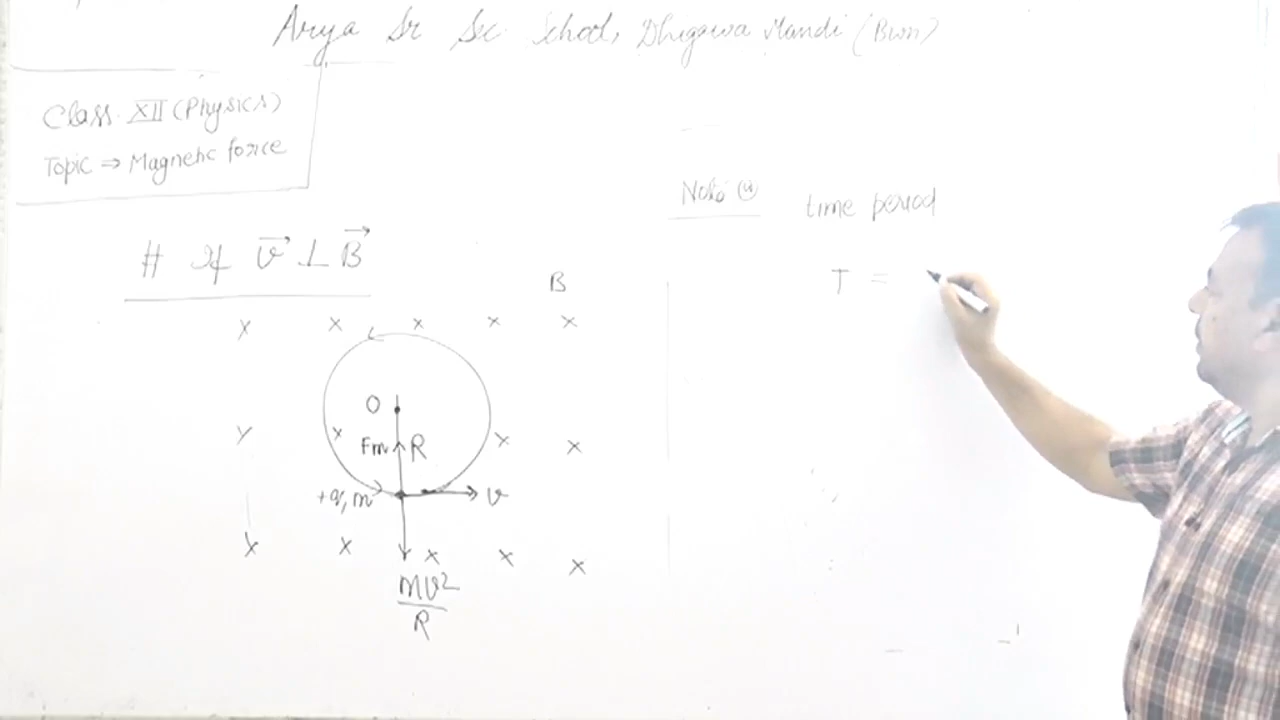 Arya Sr Sec. School, Dhigawa Mandi (Bwn)
Class. XII (Physics)
Topic ⇒ Magnetic force
Note @ time period
# If v⃗ ⊥ B⃗
T =
B
x x x x x
O
x x x x
Fm R
+q, m v
x x x x x
mv²
R